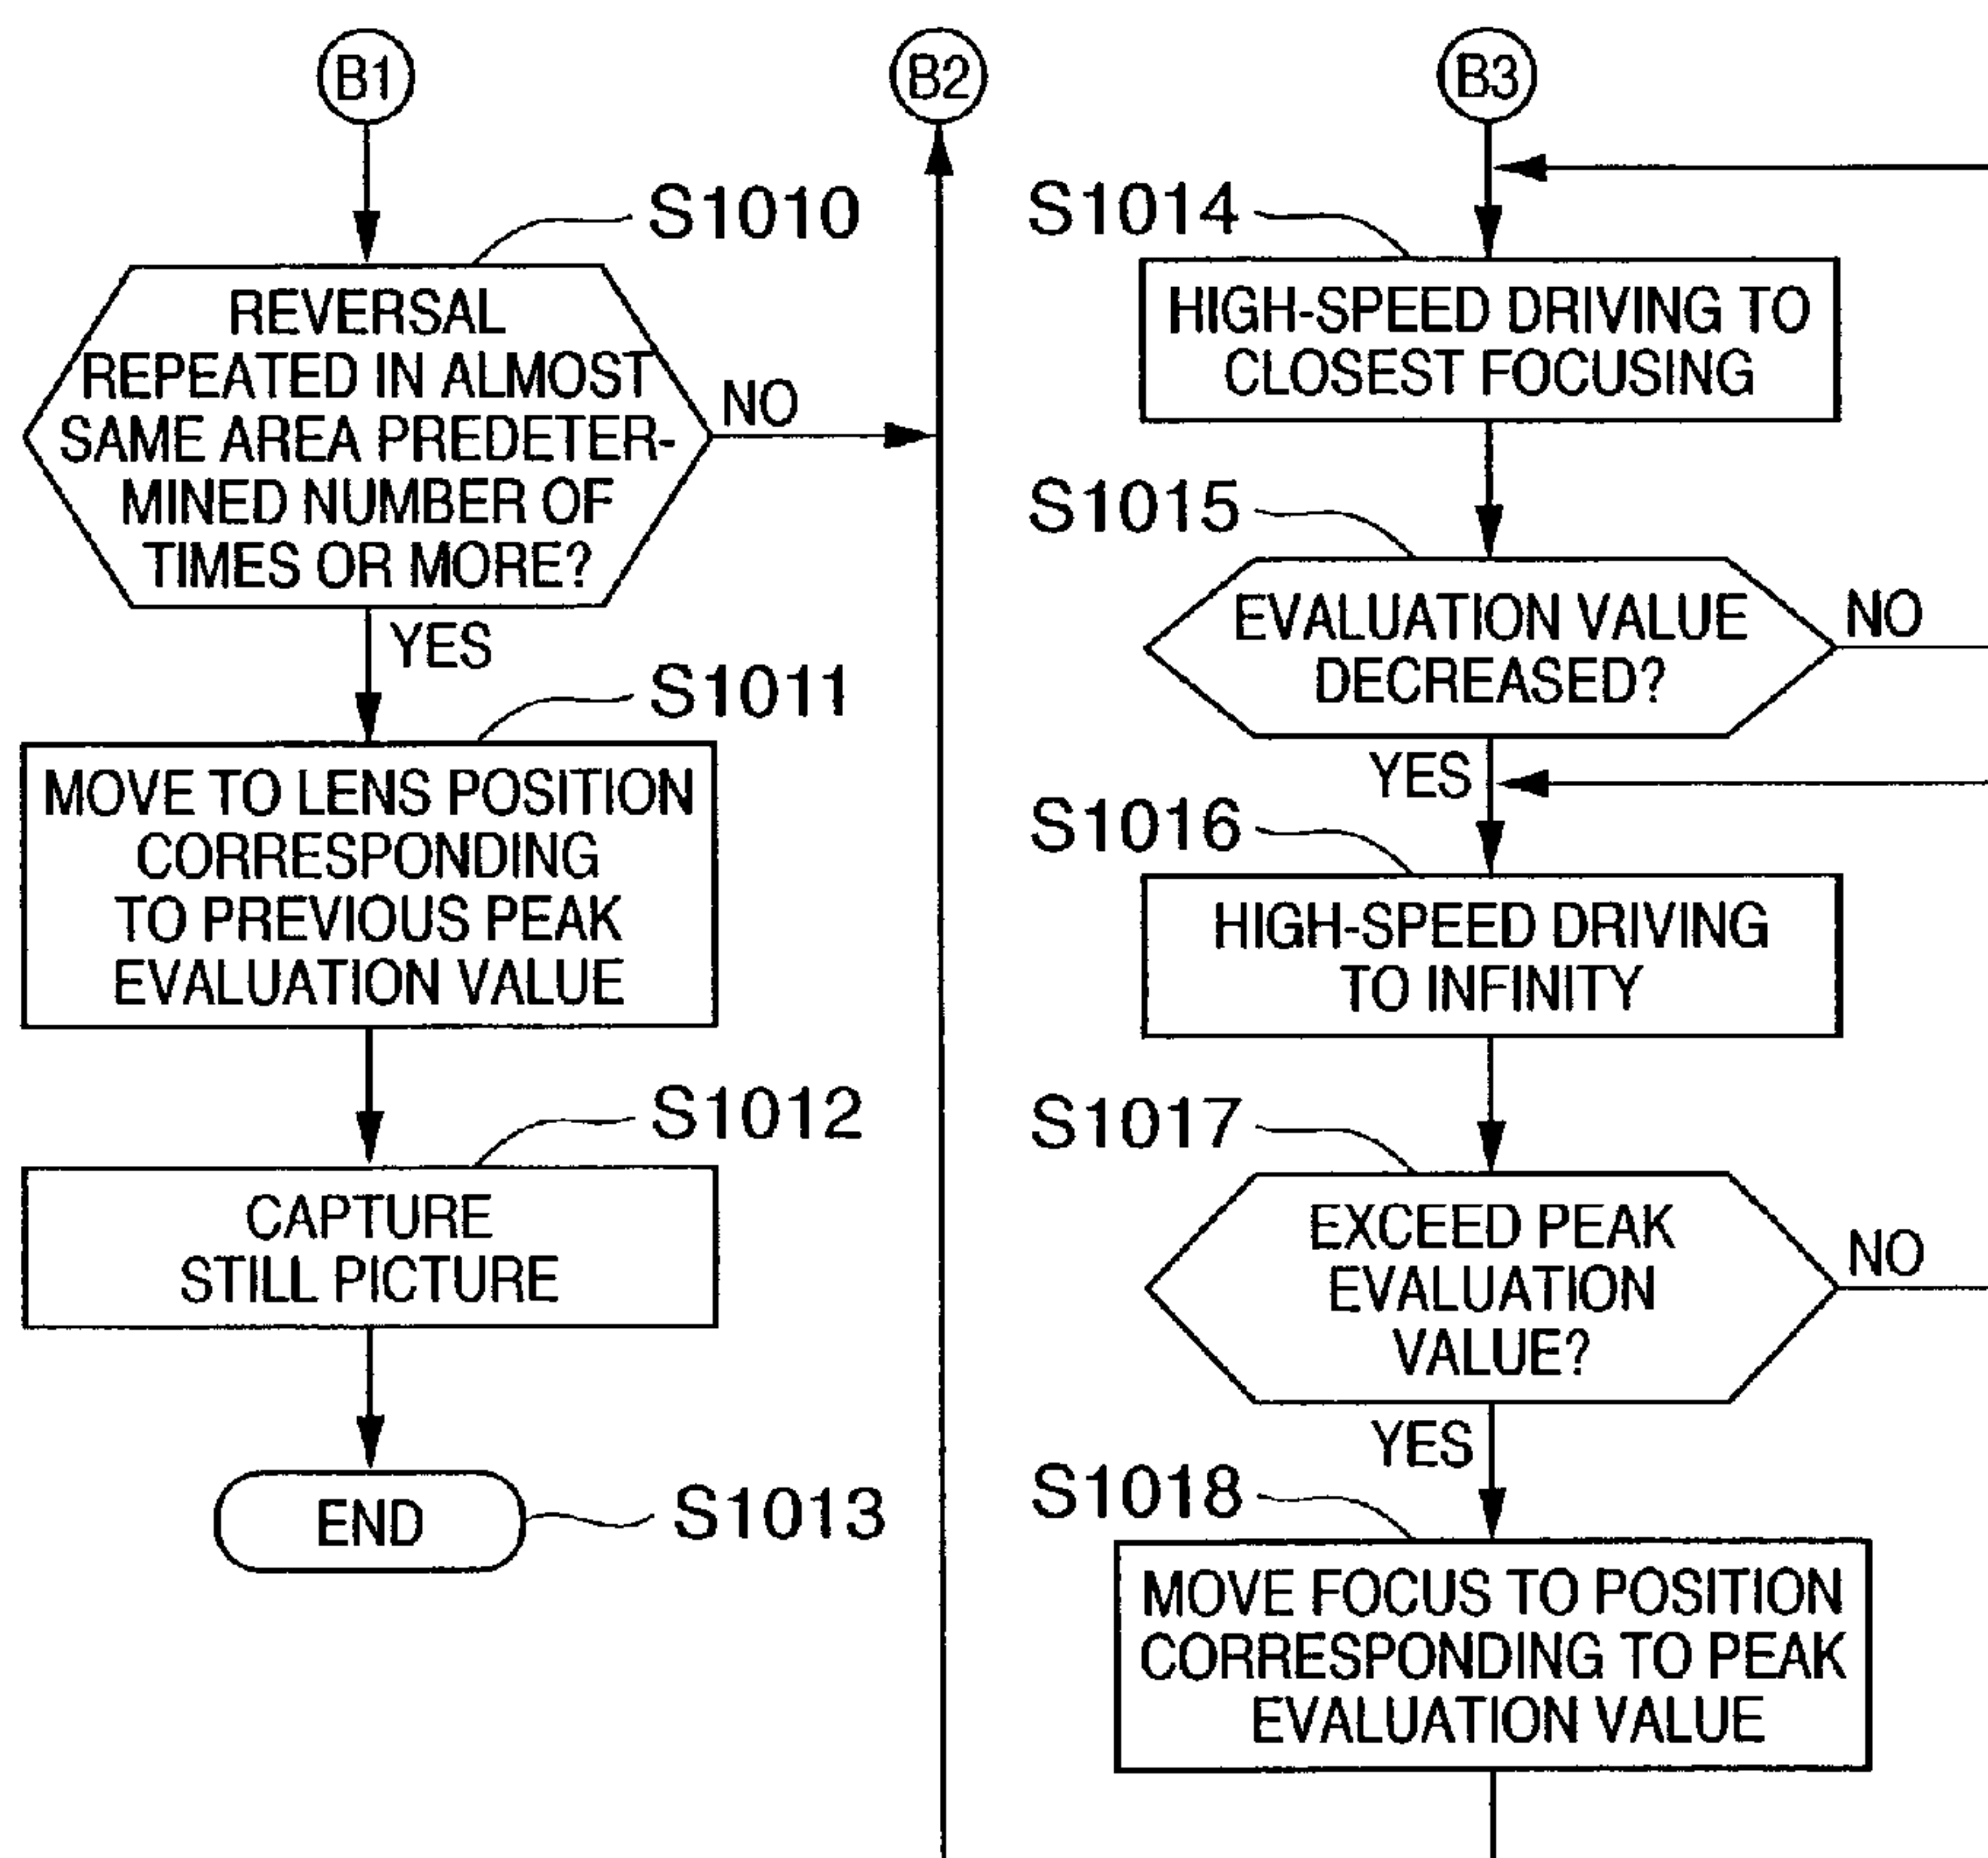 B1
S1010
REVERSAL
REPEATED IN ALMOST
SAME AREA PREDETER-
MINED NUMBER OF
TIMES OR MORE?
NO
YES
S1011
MOVE TO LENS POSITION
CORRESPONDING
TO PREVIOUS PEAK
EVALUATION VALUE
S1012
CAPTURE
STILL PICTURE
END
S1013
B2
B3
S1014
HIGH-SPEED DRIVING TO
CLOSEST FOCUSING
S1015
EVALUATION VALUE
DECREASED?
NO
YES
S1016
HIGH-SPEED DRIVING
TO INFINITY
S1017
EXCEED PEAK
EVALUATION
VALUE?
NO
YES
S1018
MOVE FOCUS TO POSITION
CORRESPONDING TO PEAK
EVALUATION VALUE